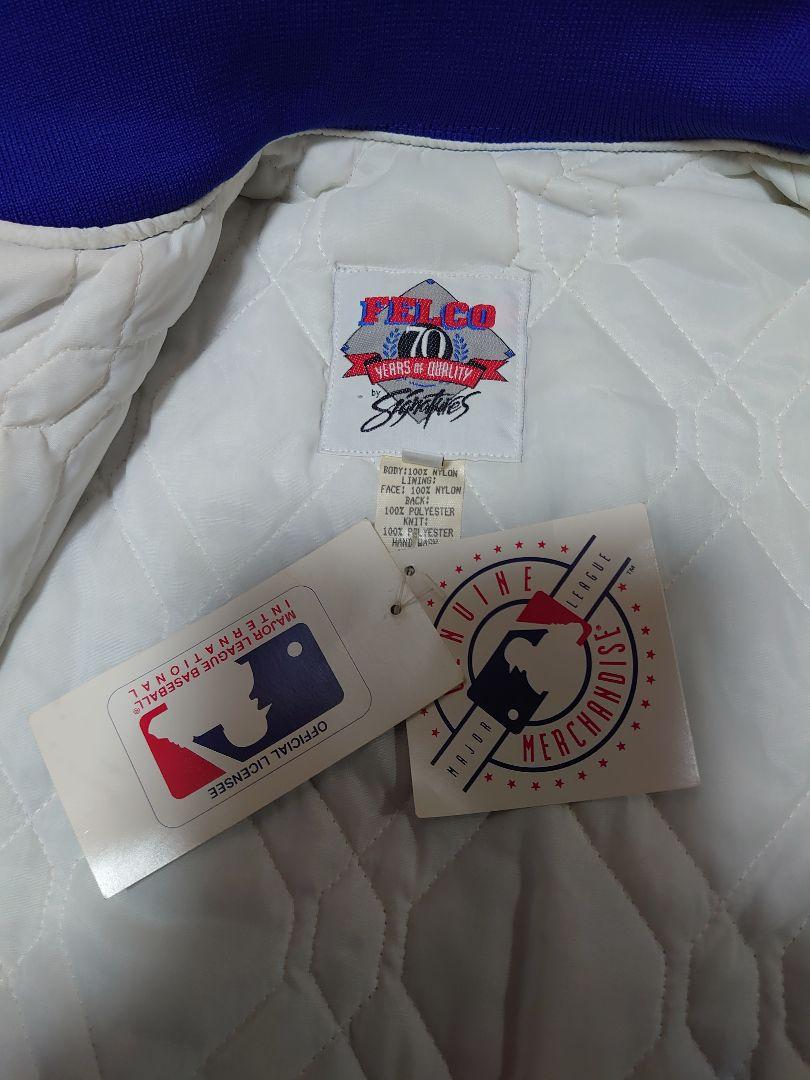 FELCO
70
YEARS OF QUALITY
by
Signatures
BODY:100% NYLON
LINING:
FACE: 100% NYLON
BACK:
100% POLYESTER
KNIT:
100% POLYESTER
HAND WASH
MAJOR LEAGUE BASEBALL®
INTERNATIONAL
OFFICIAL LICENSEE
GENUINE
MERCHANDISE®
MAJOR LEAGUE™